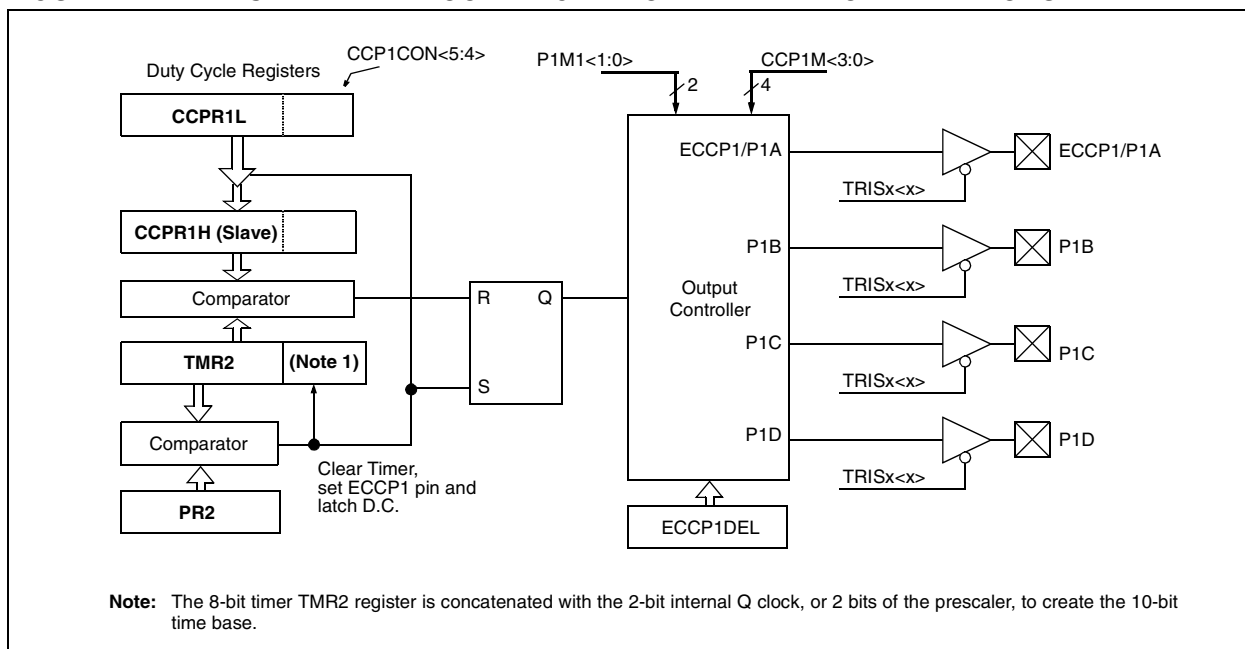 CCP1CON<5:4>
Duty Cycle Registers
CCPR1L
CCPR1H (Slave)
Comparator
TMR2
(Note 1)
Comparator
PR2
Clear Timer,
set ECCP1 pin and
latch D.C.
R
Q
S
P1M1<1:0>
2
CCP1M<3:0>
4
Output
Controller
ECCP1/P1A
P1B
P1C
P1D
ECCP1DEL
TRISx<x>
ECCP1/P1A
TRISx<x>
P1B
TRISx<x>
P1C
TRISx<x>
P1D
Note: The 8-bit timer TMR2 register is concatenated with the 2-bit internal Q clock, or 2 bits of the prescaler, to create the 10-bit
time base.